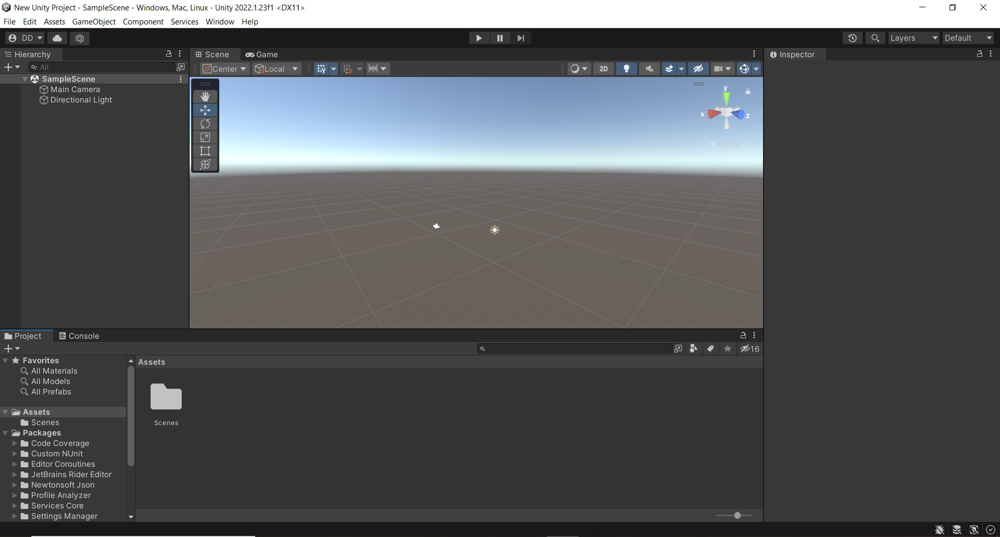 New Unity Project - SampleScene - Windows, Mac, Linux - Unity 2022.1.23f1 <DX11>
File Edit Assets GameObject Component Services Window Help
DD Layers Default
Hierarchy
All
SampleScene
Main Camera
Directional Light
Scene Game
Center Local 2D
y
x z
Persp
Inspector
Project Console
16
Favorites
All Materials
All Models
All Prefabs
Assets
Scenes
Packages
Code Coverage
Custom NUnit
Editor Coroutines
JetBrains Rider Editor
Newtonsoft Json
Profile Analyzer
Services Core
Settings Manager
Assets
Scenes